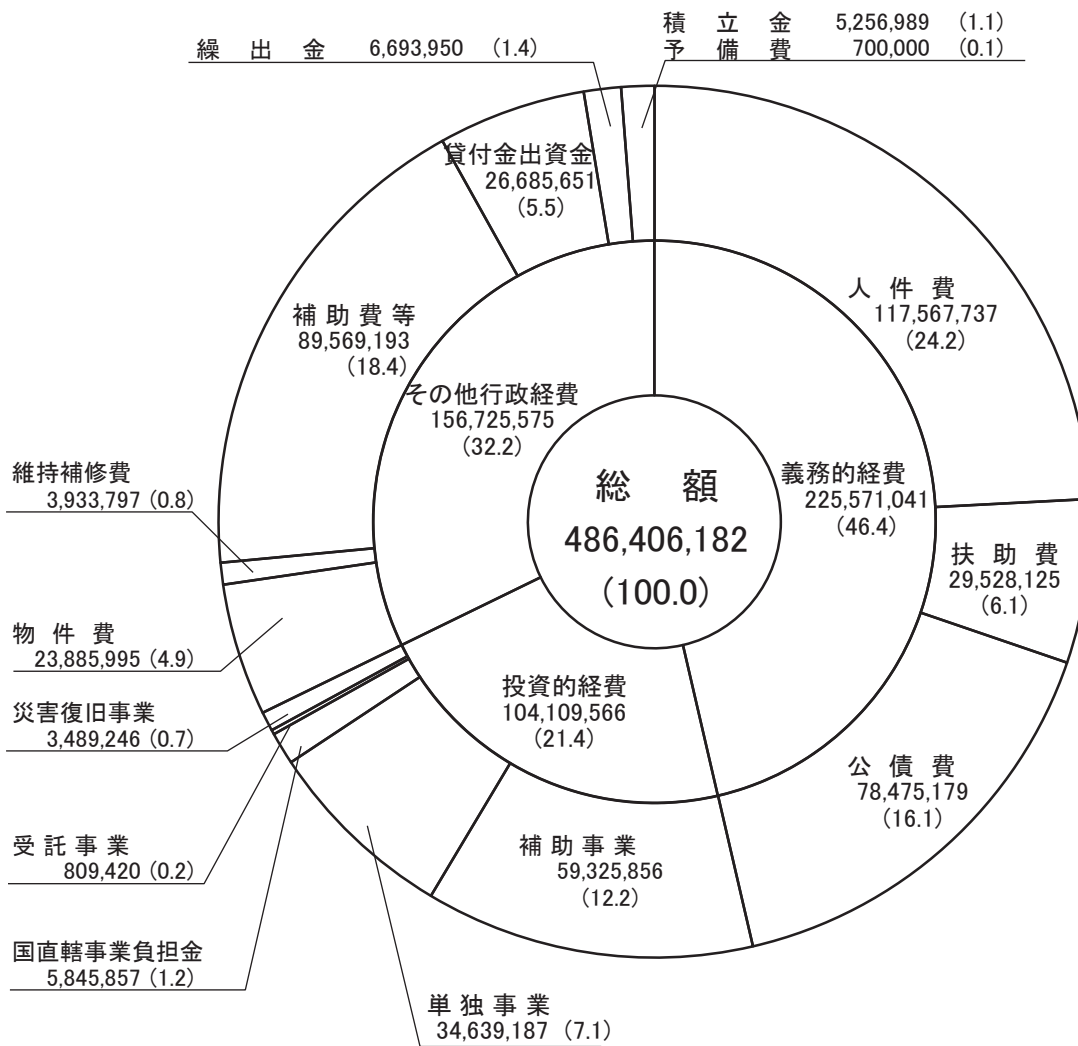 積立金 5,256,989 (1.1)
予備費 700,000 (0.1)
繰出金 6,693,950 (1.4)
貸付金出資金
26,685,651
(5.5)
人件費
117,567,737
(24.2)
補助費等
89,569,193
(18.4)
その他行政経費
156,725,575
(32.2)
総額
486,406,182
(100.0)
義務的経費
225,571,041
(46.4)
維持補修費
3,933,797 (0.8)
扶助費
29,528,125
(6.1)
物件費
23,885,995 (4.9)
投資的経費
104,109,566
(21.4)
災害復旧事業
3,489,246 (0.7)
公債費
78,475,179
(16.1)
受託事業
809,420 (0.2)
補助事業
59,325,856
(12.2)
国直轄事業負担金
5,845,857 (1.2)
単独事業
34,639,187 (7.1)